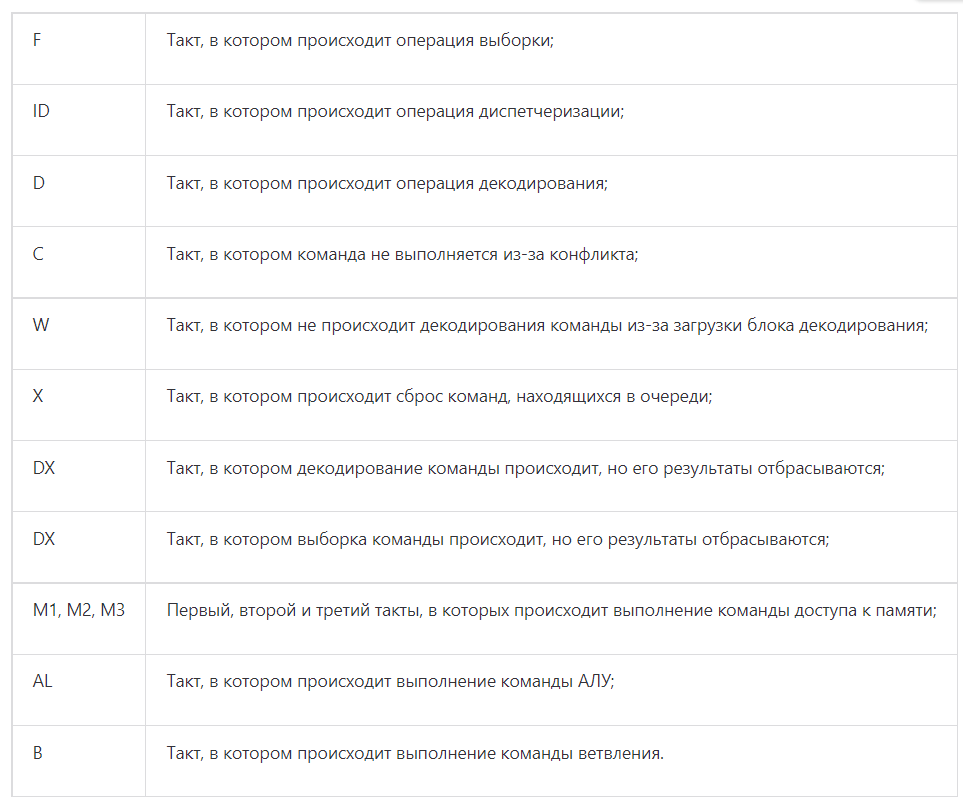 F Такт, в котором происходит операция выборки;
ID Такт, в котором происходит операция диспетчеризации;
D Такт, в котором происходит операция декодирования;
C Такт, в котором команда не выполняется из-за конфликта;
W Такт, в котором не происходит декодирования команды из-за загрузки блока декодирования;
X Такт, в котором происходит сброс команд, находящихся в очереди;
DX Такт, в котором декодирование команды происходит, но его результаты отбрасываются;
DX Такт, в котором выборка команды происходит, но его результаты отбрасываются;
M1, M2, M3 Первый, второй и третий такты, в которых происходит выполнение команды доступа к памяти;
AL Такт, в котором происходит выполнение команды АЛУ;
B Такт, в котором происходит выполнение команды ветвления.